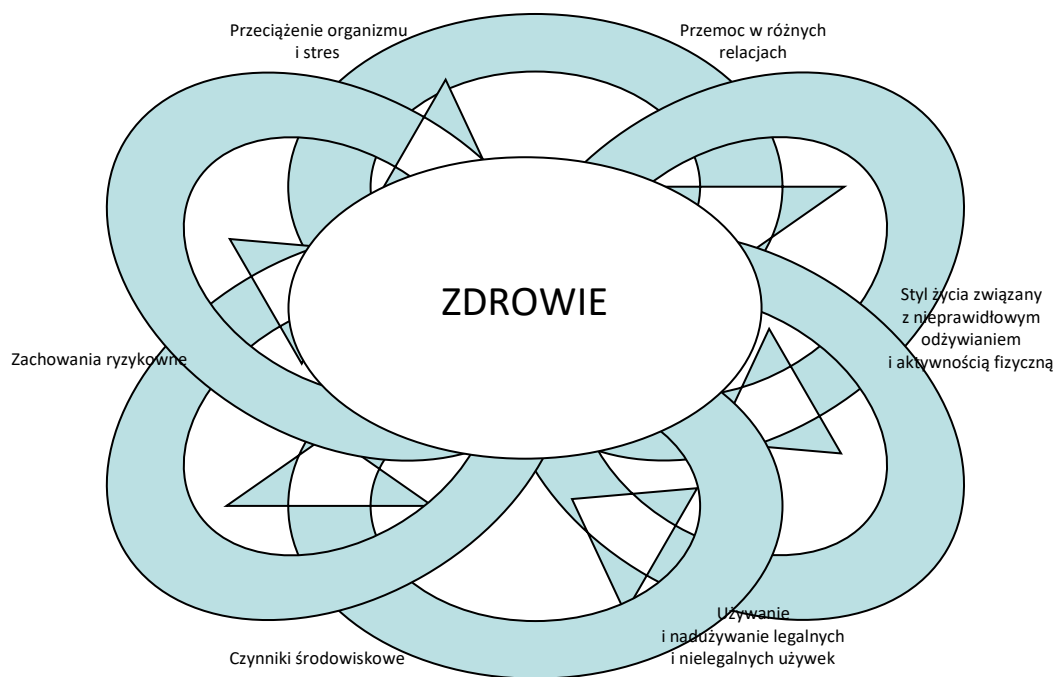 Przeciążenie organizmu
i stres
Przemoc w różnych
relacjach
ZDROWIE
Styl życia związany
z nieprawidłowym
odżywianiem
i aktywnością fizyczną
Zachowania ryzykowne
Używanie
i nadużywanie legalnych
i nielegalnych używek
Czynniki środowiskowe